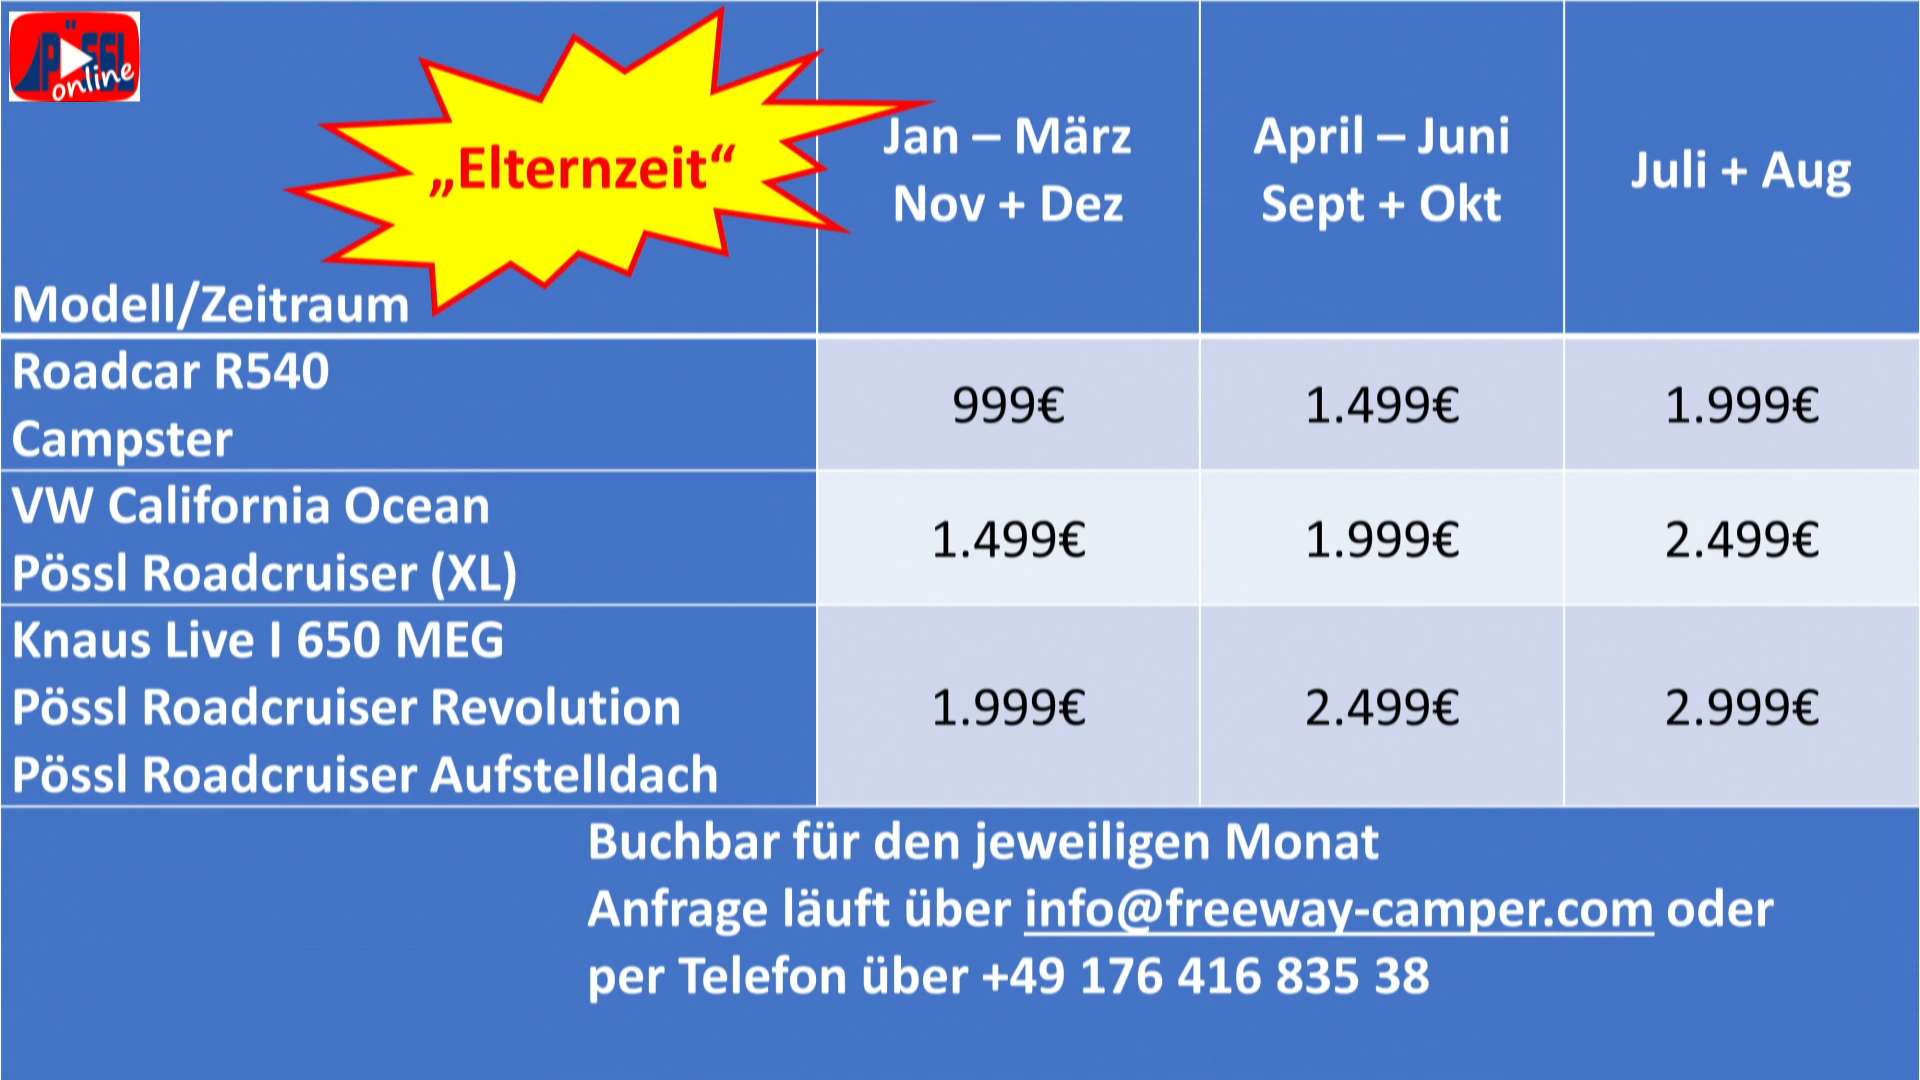 PÖSSL
online
„Elternzeit“
Modell/Zeitraum
Jan – März
Nov + Dez
April – Juni
Sept + Okt
Juli + Aug
Roadcar R540
Campster
999€
1.499€
1.999€
VW California Ocean
Pössl Roadcruiser (XL)
1.499€
1.999€
2.499€
Knaus Live I 650 MEG
Pössl Roadcruiser Revolution
Pössl Roadcruiser Aufstelldach
1.999€
2.499€
2.999€
Buchbar für den jeweiligen Monat
Anfrage läuft über info@freeway-camper.com oder
per Telefon über +49 176 416 835 38